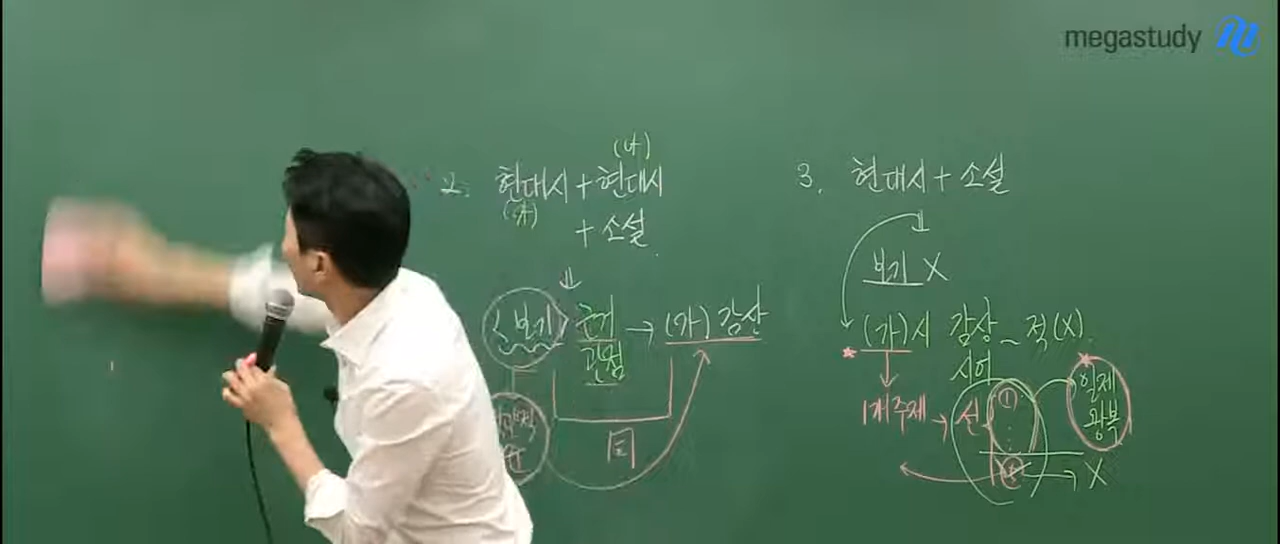 megastudy
2. 현대시 + 현대시
(나)
(가)
+ 소설
<보기>
근거
관점
→ (가) 감상
3. 현대시 + 소설
보기 X
(가)시 감상 - 적(X)
시어
1개 주제 →
①
⑤
→ X
일제
광복